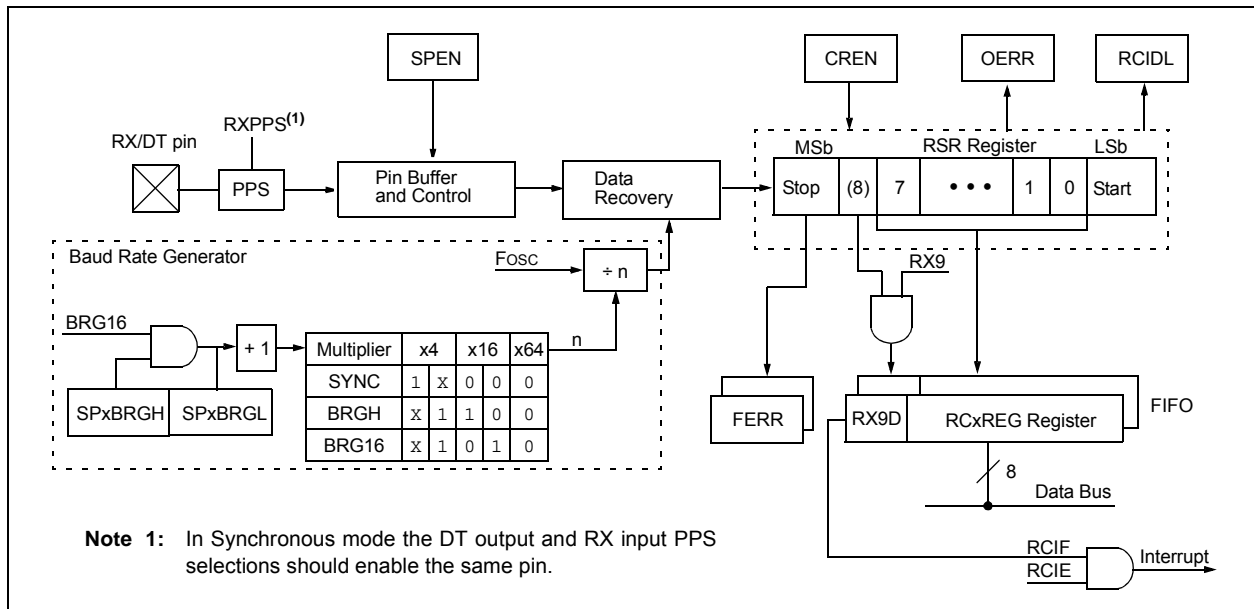 SPEN
CREN
OERR
RCIDL
RXPPS(1)
RX/DT pin
PPS
Pin Buffer
and Control
Data
Recovery
MSb
RSR Register
LSb
Stop (8) 7 • • • 1 0 Start
Baud Rate Generator
FOSC
÷ n
RX9
BRG16
+ 1
n
Multiplier x4 x16 x64
SYNC 1 X 0 0 0
BRGH X 1 1 0 0
BRG16 X 1 0 1 0
SPxBRGH SPxBRGL
FERR
RX9D
RCxREG Register
FIFO
8
Data Bus
RCIF
RCIE
Interrupt
Note 1: In Synchronous mode the DT output and RX input PPS
selections should enable the same pin.